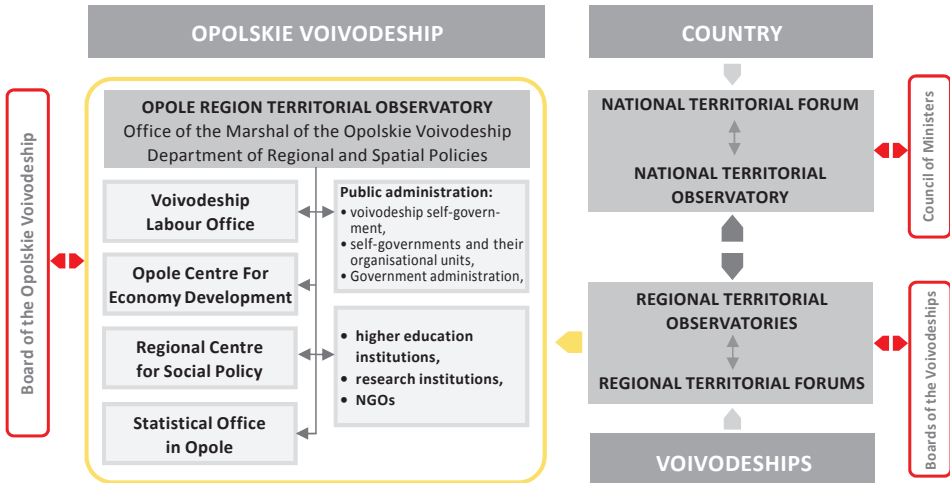 OPOLSKIE VOIVODESHIP
Board of the Opolskie Voivodeship
OPOLE REGION TERRITORIAL OBSERVATORY
Office of the Marshal of the Opolskie Voivodeship
Department of Regional and Spatial Policies
Voivodeship
Labour Office
Public administration:
• voivodeship self-govern-
ment,
• self-governments and their
organisational units,
• Government administration,
Opole Centre For
Economy Development
Regional Centre
for Social Policy
• higher education
institutions,
• research institutions,
• NGOs
Statistical Office
in Opole
COUNTRY
NATIONAL TERRITORIAL FORUM
NATIONAL TERRITORIAL
OBSERVATORY
Council of Ministers
REGIONAL TERRITORIAL
OBSERVATORIES
REGIONAL TERRITORIAL FORUMS
Boards of the Voivodeships
VOIVODESHIPS